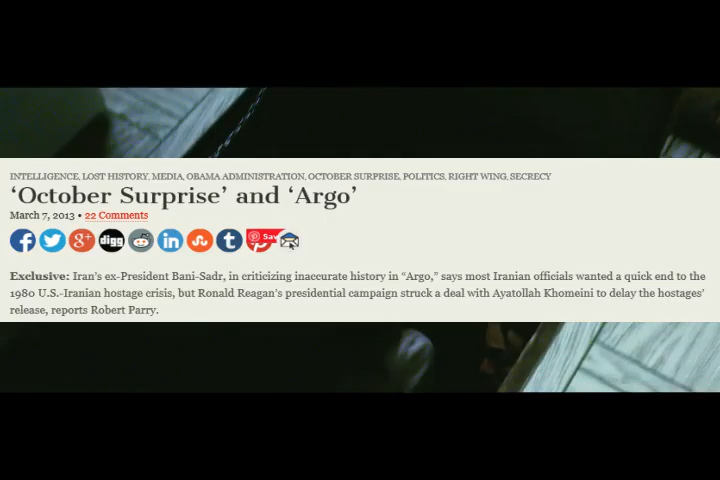 INTELLIGENCE, LOST HISTORY, MEDIA, OBAMA ADMINISTRATION, OCTOBER SURPRISE, POLITICS, RIGHT WING, SECRECY
‘October Surprise’ and ‘Argo’
March 7, 2013 • 22 Comments
digg Sav
Exclusive: Iran’s ex-President Bani-Sadr, in criticizing inaccurate history in “Argo,” says most Iranian officials wanted a quick end to the
1980 U.S.-Iranian hostage crisis, but Ronald Reagan’s presidential campaign struck a deal with Ayatollah Khomeini to delay the hostages’
release, reports Robert Parry.